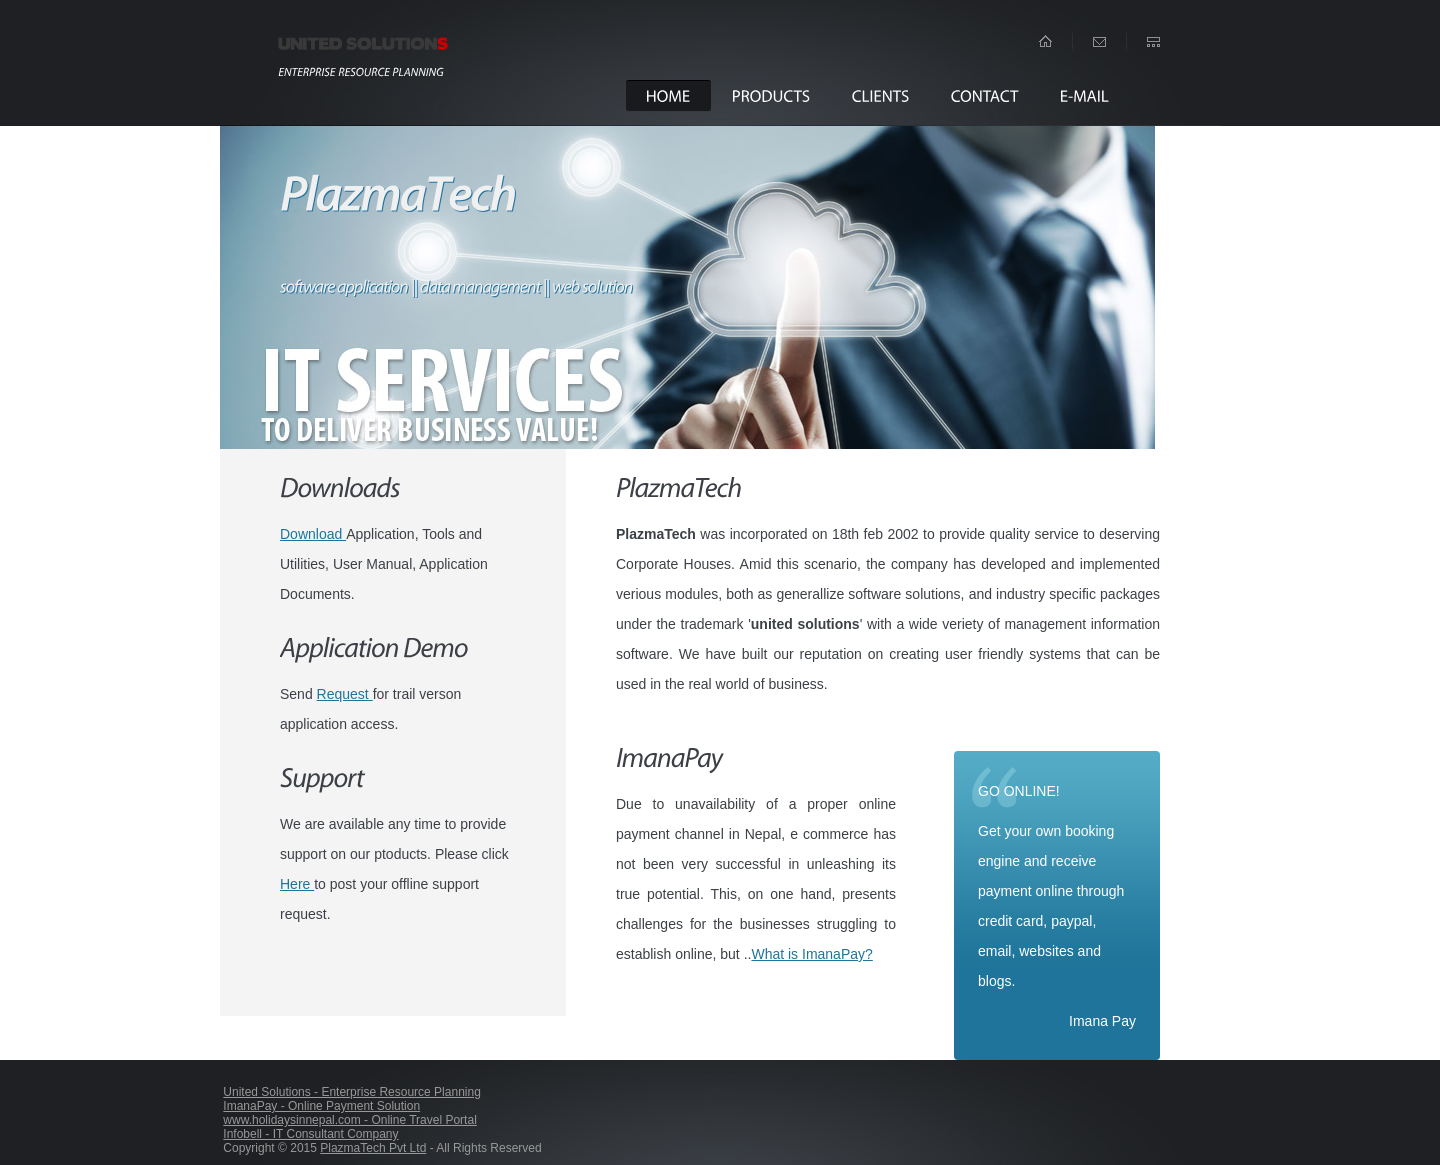 UNITED SOLUTIONS
ENTERPRISE RESOURCE PLANNING
HOME PRODUCTS CLIENTS CONTACT E-MAIL
PlazmaTech
software application || data management || web solution
IT SERVICES
TO DELIVER BUSINESS VALUE!
Downloads
Download Application, Tools and
Utilities, User Manual, Application
Documents.
Application Demo
Send Request for trail verson
application access.
Support
We are available any time to provide
support on our ptoducts. Please click
Here to post your offline support
request.
PlazmaTech
PlazmaTech was incorporated on 18th feb 2002 to provide quality service to deserving
Corporate Houses. Amid this scenario, the company has developed and implemented
verious modules, both as generallize software solutions, and industry specific packages
under the trademark 'united solutions' with a wide veriety of management information
software. We have built our reputation on creating user friendly systems that can be
used in the real world of business.
ImanaPay
Due to unavailability of a proper online
payment channel in Nepal, e commerce has
not been very successful in unleashing its
true potential. This, on one hand, presents
challenges for the businesses struggling to
establish online, but ..What is ImanaPay?
GO ONLINE!
Get your own booking
engine and receive
payment online through
credit card, paypal,
email, websites and
blogs.
Imana Pay
United Solutions - Enterprise Resource Planning
ImanaPay - Online Payment Solution
www.holidaysinnepal.com - Online Travel Portal
Infobell - IT Consultant Company
Copyright © 2015 PlazmaTech Pvt Ltd - All Rights Reserved